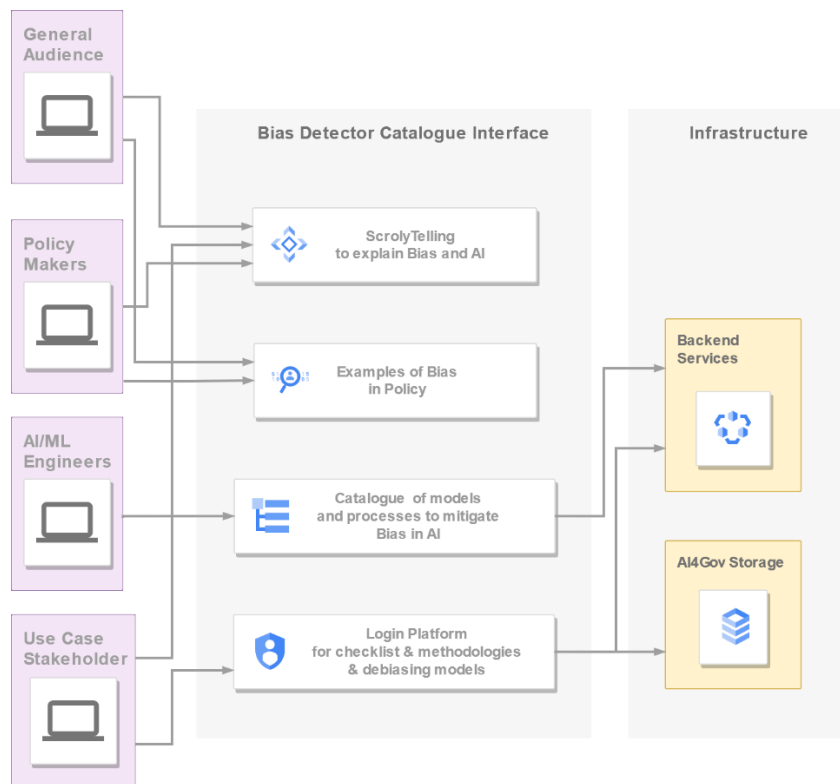 General
Audience
Bias Detector Catalogue Interface
Infrastructure
Policy
Makers
ScrolyTelling
to explain Bias and AI
Examples of Bias
in Policy
Backend
Services
AI/ML
Engineers
Catalogue of models
and processes to mitigate
Bias in AI
AI4Gov Storage
Use Case
Stakeholder
Login Platform
for checklist & methodologies
& debiasing models